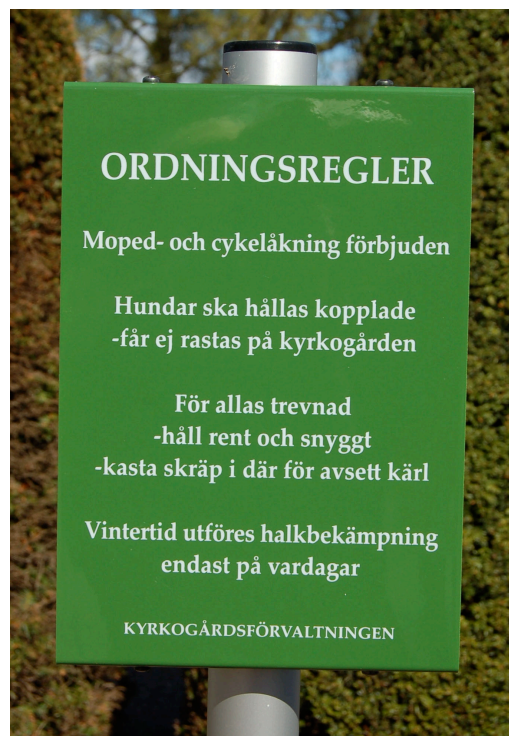 ORDNINGSREGLER
Moped- och cykelåkning förbjuden
Hundar ska hållas kopplade
-får ej rastas på kyrkogården
För allas trevnad
-håll rent och snyggt
-kasta skräp i där för avsett kärl
Vintertid utföres halkbekämpning
endast på vardagar
KYRKOGÅRDSFÖRVALTNINGEN